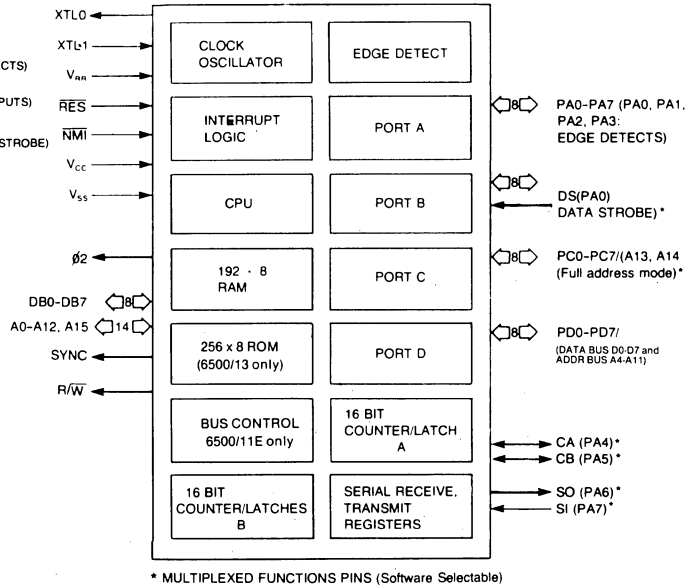 XTL0
XTL1
CTS)
VRR
PUTS)
RES
STROBE)
NMI
VCC
VSS
ϕ2
DB0-DB7
8
A0-A12, A15
14
SYNC
R/W
CLOCK
OSCILLATOR
EDGE DETECT
INTERRUPT
LOGIC
PORT A
CPU
PORT B
192 · 8
RAM
PORT C
256 x 8 ROM
(6500/13 only)
PORT D
BUS CONTROL
6500/11E only
16 BIT
COUNTER/LATCH
A
16 BIT
COUNTER/LATCHES
B
SERIAL RECEIVE,
TRANSMIT
REGISTERS
8
PA0-PA7 (PA0, PA1,
PA2, PA3:
EDGE DETECTS)
8
DS(PA0)
DATA STROBE)*
8
PC0-PC7/(A13, A14
(Full address mode)*
8
PD0-PD7/
(DATA BUS D0-D7 and
ADDR BUS A4-A11)
CA (PA4)*
CB (PA5)*
SO (PA6)*
SI (PA7)*
* MULTIPLEXED FUNCTIONS PINS (Software Selectable)